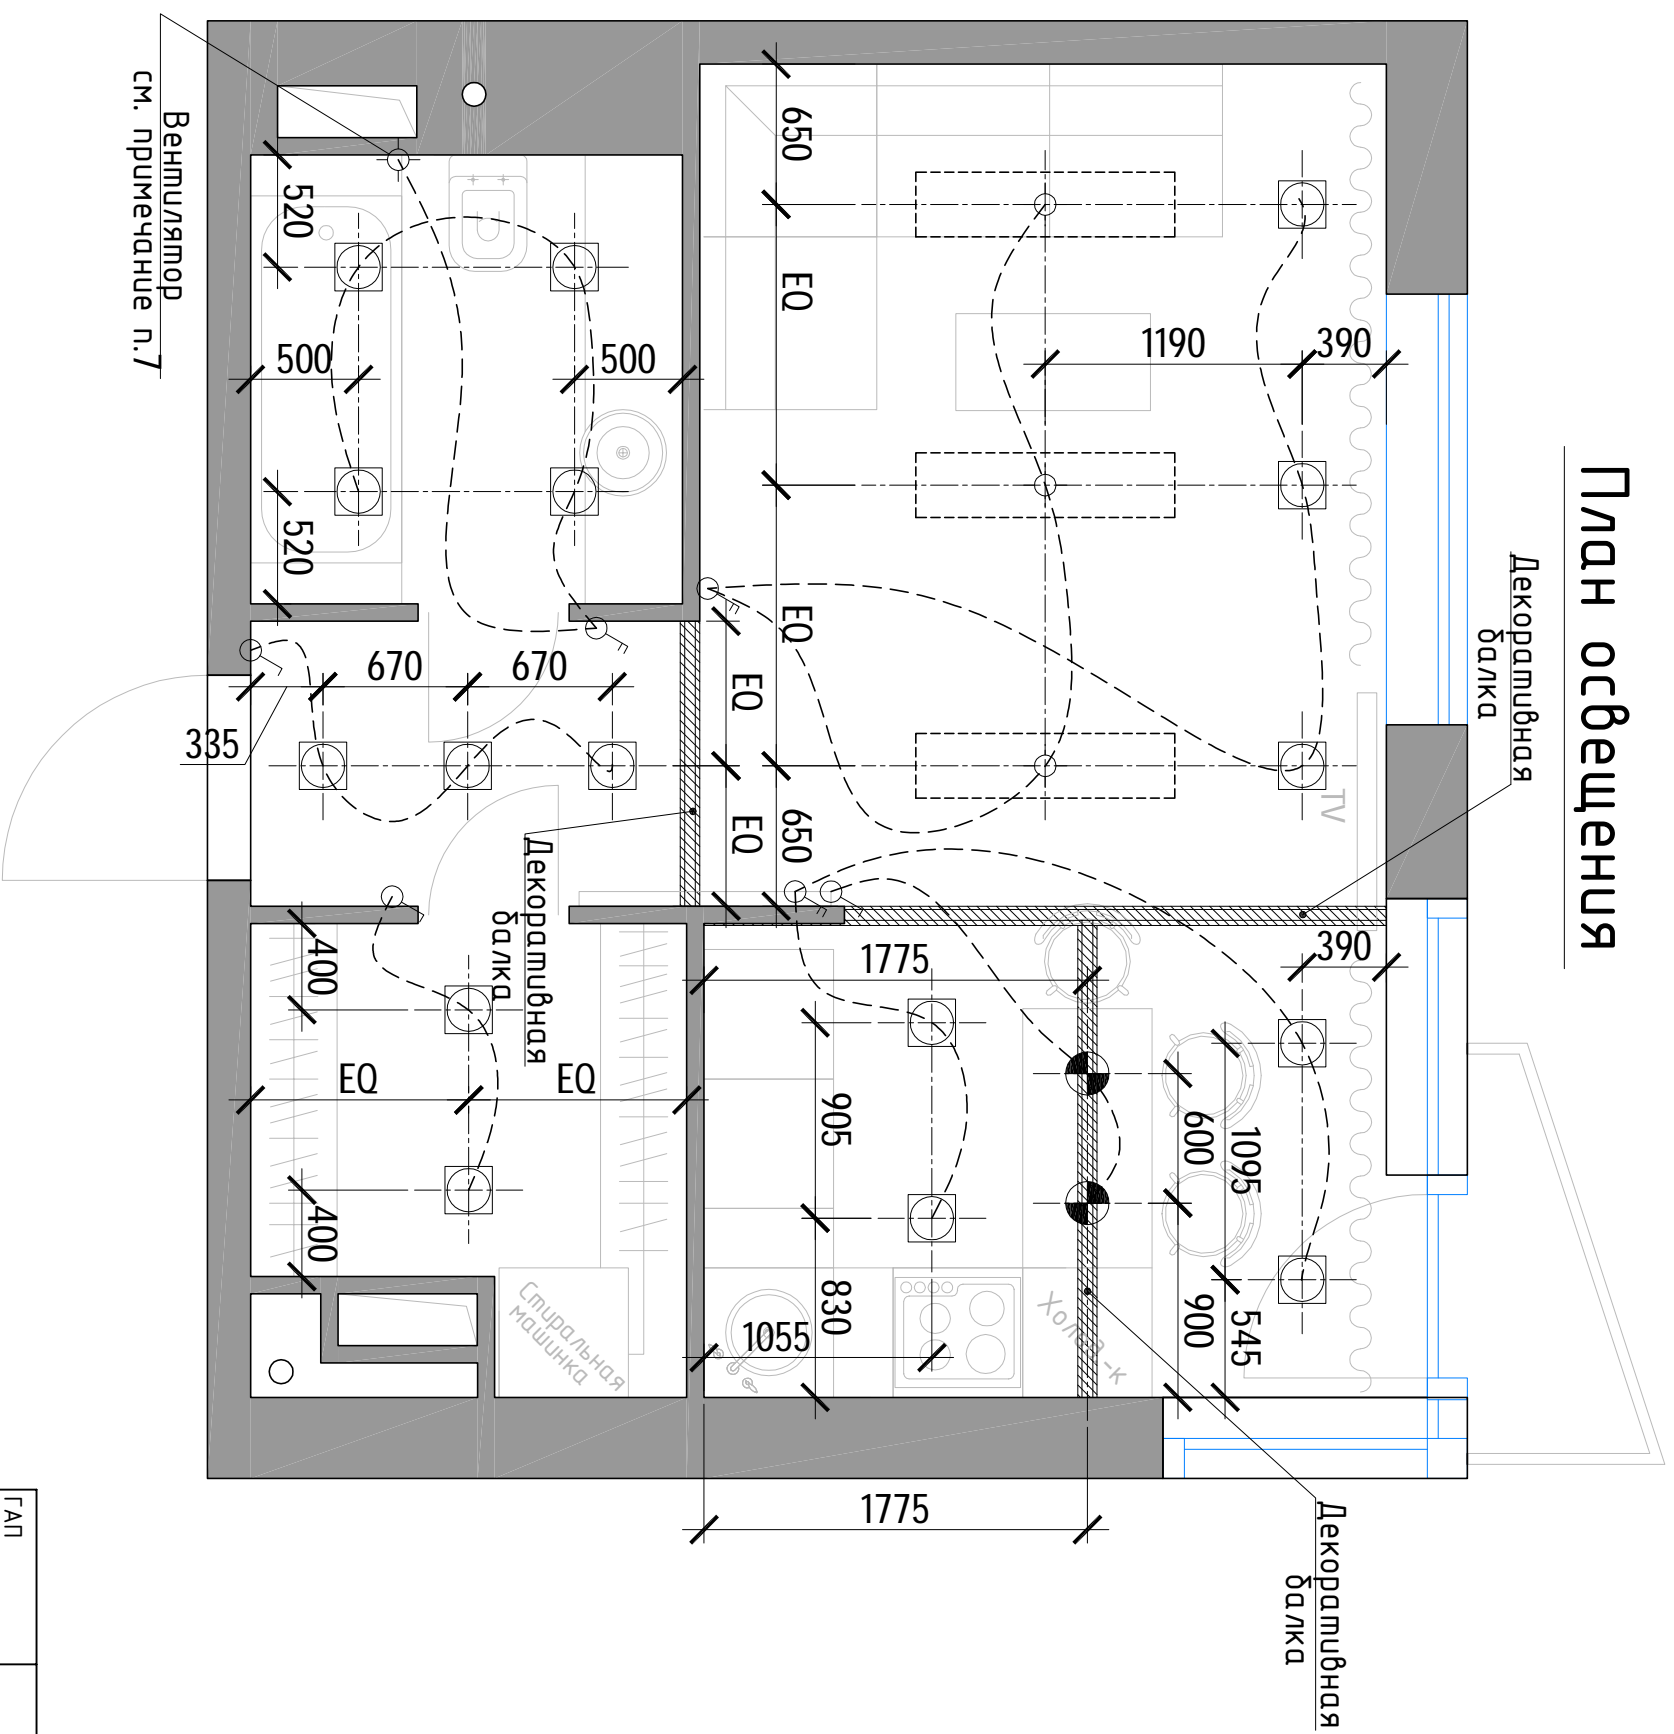 План освещения
Декоративная
балка
650
EQ
EQ
650
1190
390
TV
Вентилятор
см. примечание п.7
520
500
500
520
670
670
335
EQ
EQ
Декоративная
балка
390
1775
905
830
1055
600
900
1095
545
Холод-к
400
EQ
EQ
400
Стиральная
машинка
1775
Декоративная
балка
ГАП